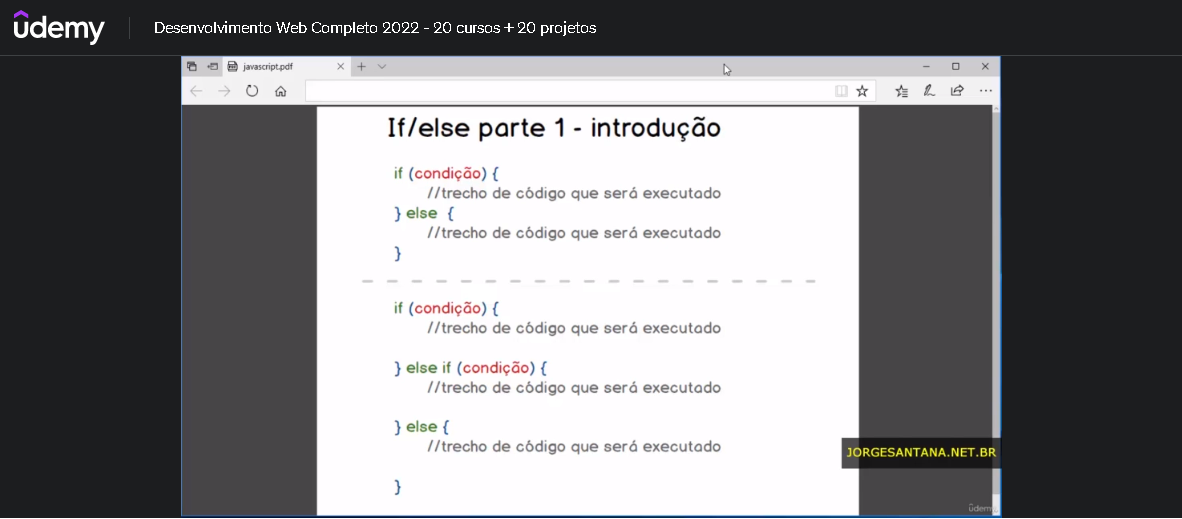 udemy
Desenvolvimento Web Completo 2022 - 20 cursos + 20 projetos
javascript.pdf
If/else parte 1 - introdução
if (condição) {
//trecho de código que será executado
} else {
//trecho de código que será executado
}
if (condição) {
//trecho de código que será executado
} else if (condição) {
//trecho de código que será executado
} else {
//trecho de código que será executado
JORGESANTANA.NET.BR
}
udemy